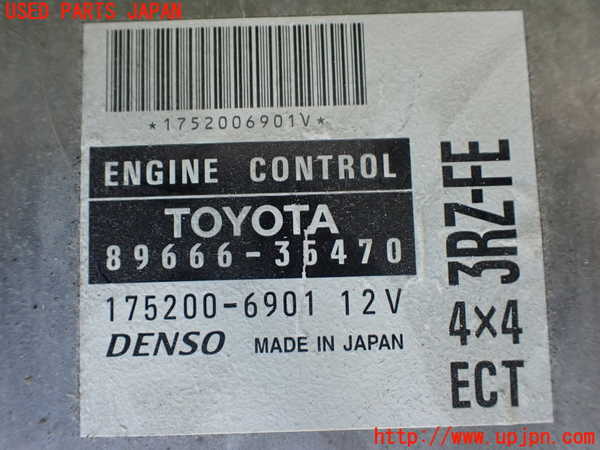 USED PARTS JAPAN
*1752006901V*
ENGINE CONTROL
TOYOTA
89666-35470
175200-6901 12V
DENSO MADE IN JAPAN
3RZ-FE
4×4
ECT
http://www.upjpn.com